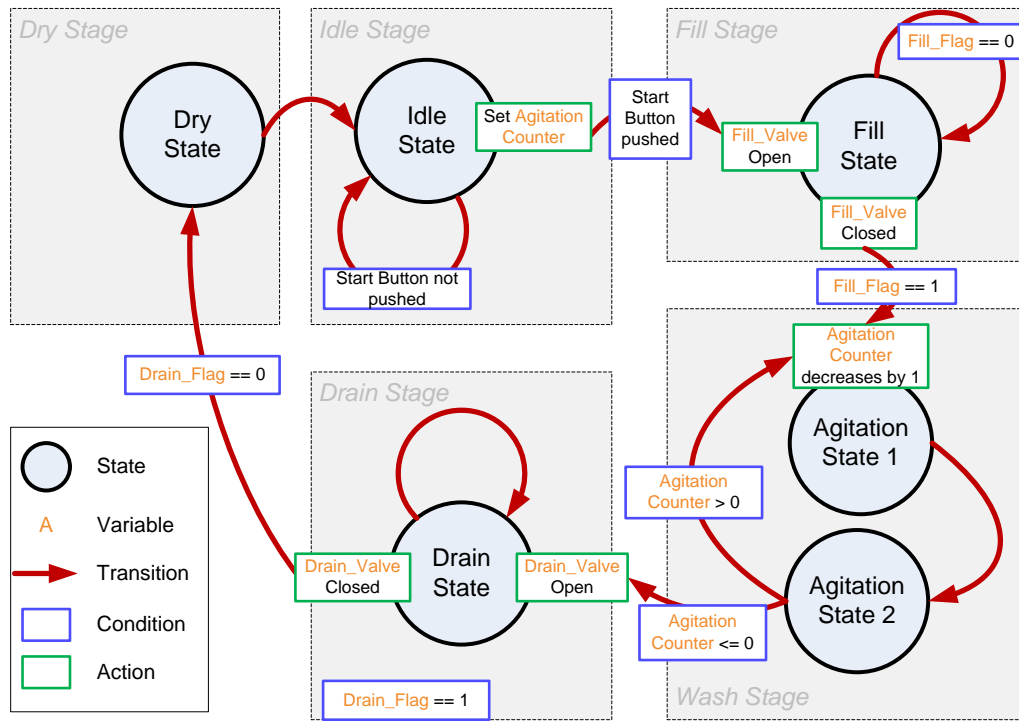 Dry Stage
Dry
State
Idle Stage
Idle
State
Set Agitation
Counter
Start Button not
pushed
Start
Button
pushed
Fill Stage
Fill_Flag == 0
Fill_Valve
Open
Fill
State
Fill_Valve
Closed
Fill_Flag == 1
Agitation
Counter
decreases by 1
Agitation
State 1
Agitation
Counter > 0
Agitation
State 2
Agitation
Counter <= 0
Wash Stage
Drain Stage
Drain_Valve
Open
Drain
State
Drain_Valve
Closed
Drain_Flag == 1
Drain_Flag == 0
State
A
Variable
Transition
Condition
Action